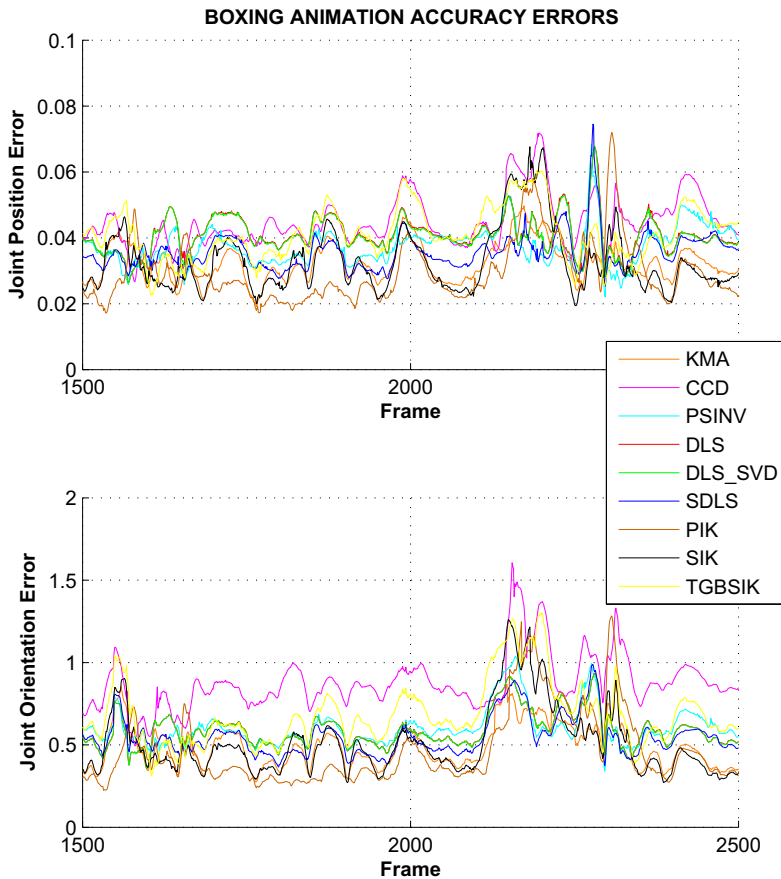 BOXING ANIMATION ACCURACY ERRORS
0.1
0.08
0.06
0.04
0.02
0
Joint Position Error
1500
2000
2500
Frame
KMA
CCD
PSINV
DLS
DLS_SVD
SDLS
PIK
SIK
TGBSIK
2
1.5
1
0.5
0
Joint Orientation Error
1500
2000
2500
Frame